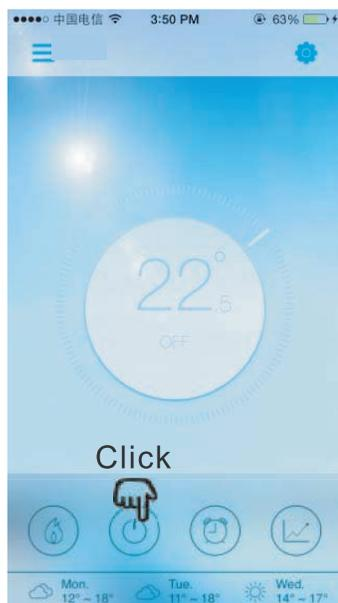 中国电信 3:50 PM 63%
22°.5
OFF
Click
Mon. Tue. Wed.
12° ~ 18° 11° ~ 18° 14° ~ 17°